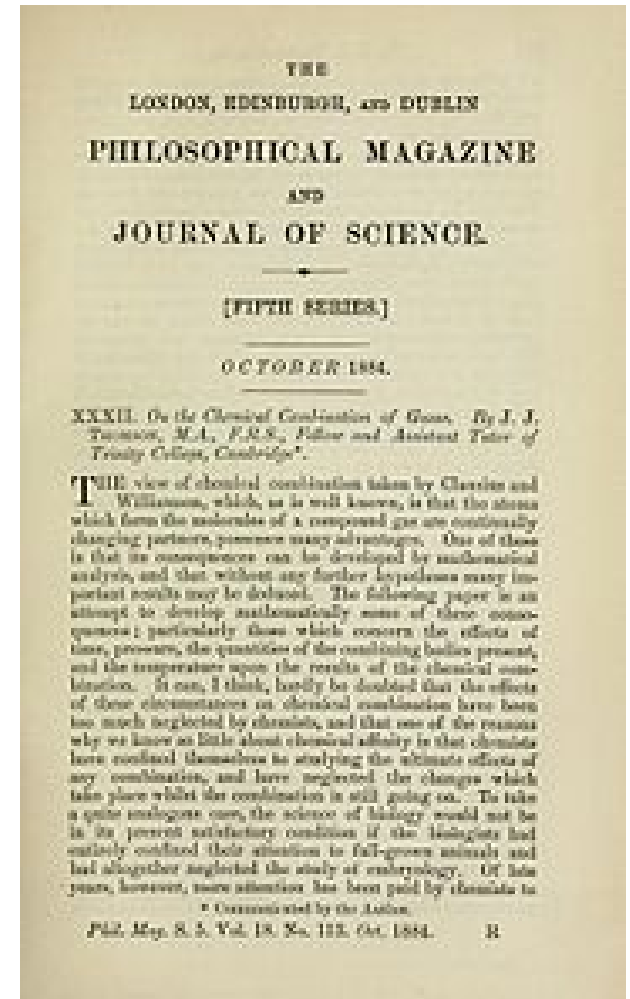 THE
LONDON, EDINBURGH, AND DUBLIN
PHILOSOPHICAL MAGAZINE
AND
JOURNAL OF SCIENCE.
[FIFTH SERIES.]
OCTOBER 1884.
XXXII. On the Chemical Combination of Gases. By J. J.
THOMSON, M.A., F.R.S., Fellow and Assistant Tutor of
Trinity College, Cambridge*.
THE view of chemical combination taken by Clausius and
Williamson, which, as is well known, is that the atoms
which form the molecules of a compound gas are continually
changing partners, possesses many advantages. One of these
is that its consequences can be developed by mathematical
analysis, and that without any further hypotheses many im-
portant results may be deduced. The following paper is an
attempt to develop mathematically some of these conse-
quences; particularly those which concern the effects of
time, pressure, the quantities of the combining bodies present,
and the temperature upon the results of the chemical com-
bination. It can, I think, hardly be doubted that the effects
of these circumstances on chemical combination have been
too much neglected by chemists, and that one of the reasons
why we know so little about chemical affinity is that chemists
have confined themselves to studying the ultimate effects of
any combination, and have neglected the changes which
take place whilst the combination is still going on. To take
a quite analogous case, the science of biology would not be
in its present satisfactory condition if the biologists had
entirely confined their attention to full-grown animals and
had altogether neglected the study of embryology. Of late
years, however, more attention has been paid by chemists to
* Communicated by the Author.
Phil. Mag. S. 5. Vol. 18. No. 113. Oct. 1884. R